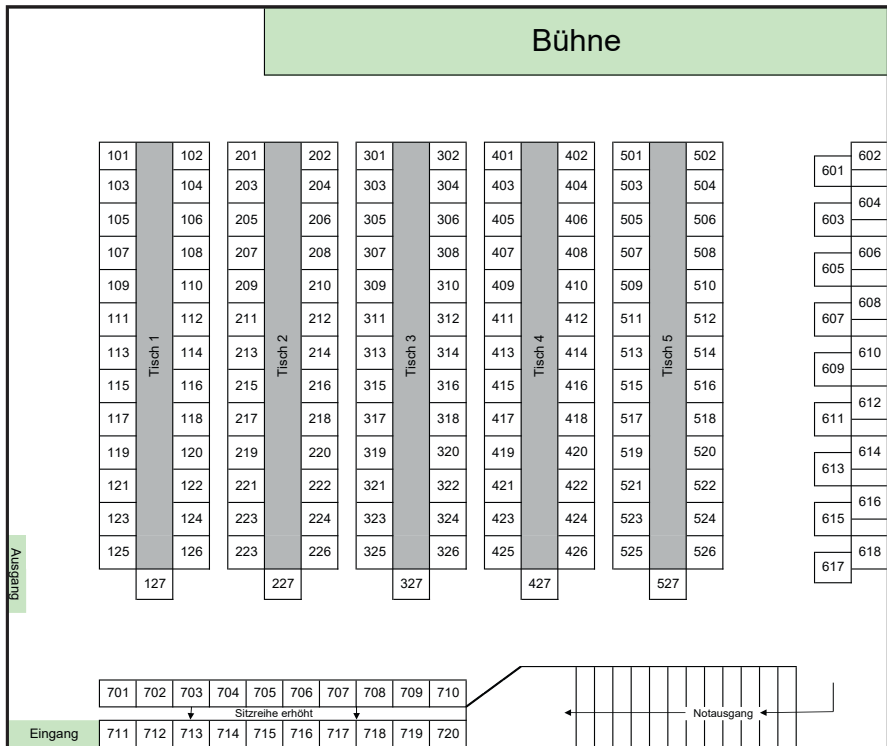 Bühne
101 102 201 202 301 302 401 402 501 502 602
601
103 104 203 204 303 304 403 404 503 504
604
105 106 205 206 305 306 405 406 505 506 603
107 108 207 208 307 308 407 408 507 508 606
605
109 110 209 210 309 310 409 410 509 510
608
111 112 211 212 311 312 411 412 511 512 607
Tisch 1 Tisch 2 Tisch 3 Tisch 4 Tisch 5
113 114 213 214 313 314 413 414 513 514 610
609
115 116 215 216 315 316 415 416 515 516
612
117 118 217 218 317 318 417 418 517 518 611
119 120 219 220 319 320 419 420 519 520 614
613
121 122 221 222 321 322 421 422 521 522
616
123 124 223 224 323 324 423 424 523 524 615
125 126 223 226 325 326 425 426 525 526 618
617
Ausgang
127 227 327 427 527
701 702 703 704 705 706 707 708 709 710
Sitzreihe erhöht
Notausgang
Eingang
711 712 713 714 715 716 717 718 719 720